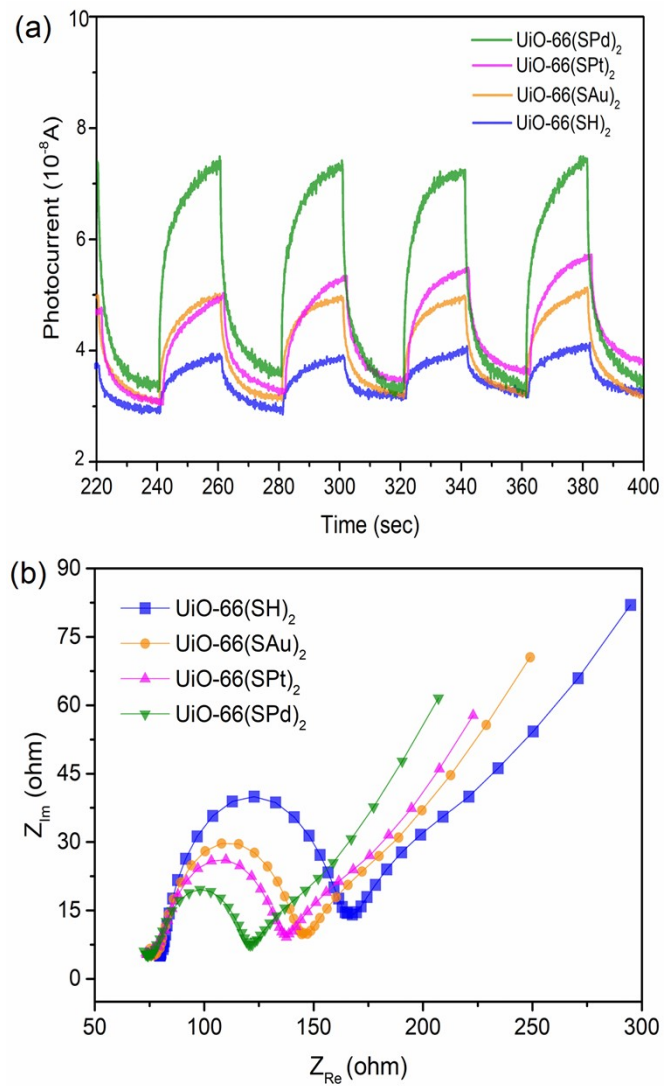 (a)
10
8
6
4
2
Photocurrent (10⁻⁸A)
UiO-66(SPd)₂
UiO-66(SPt)₂
UiO-66(SAu)₂
UiO-66(SH)₂
220 240 260 280 300 320 340 360 380 400
Time (sec)
(b)
90
75
60
45
30
15
0
Z_Im (ohm)
UiO-66(SH)₂
UiO-66(SAu)₂
UiO-66(SPt)₂
UiO-66(SPd)₂
50 100 150 200 250 300
Z_Re (ohm)